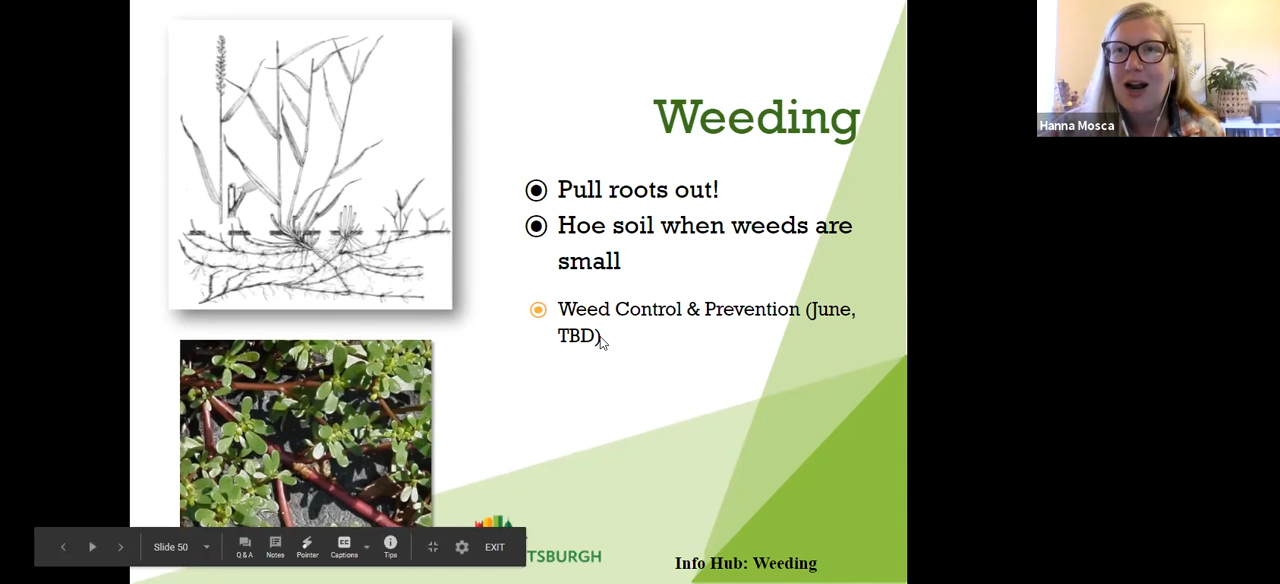 Weeding
Pull roots out!
Hoe soil when weeds are
small
Weed Control & Prevention (June,
TBD)
Hanna Mosca
Slide 50
Q & A
Notes
Pointer
Captions
Tips
EXIT
TSBURGH
Info Hub: Weeding